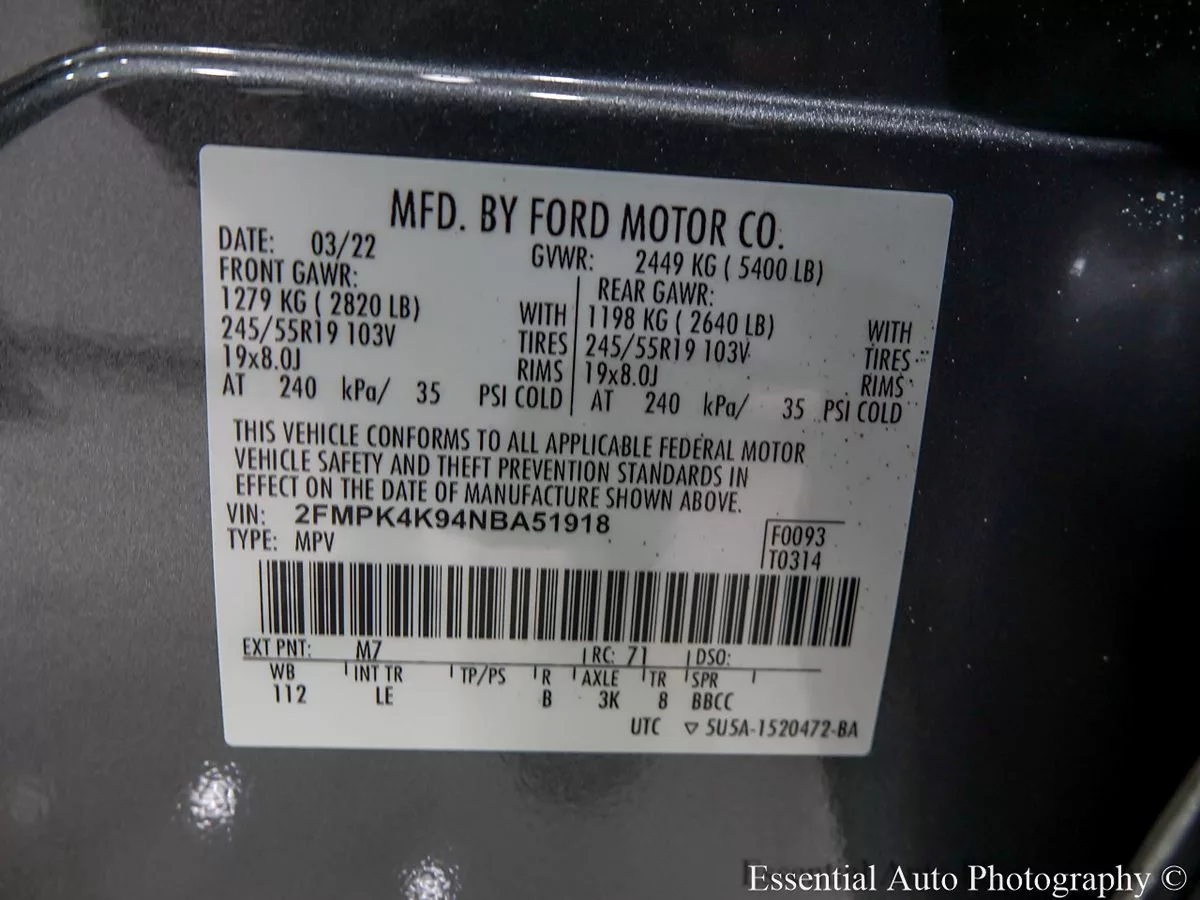 MFD. BY FORD MOTOR CO.
DATE: 03/22 GVWR: 2449 KG ( 5400 LB)
FRONT GAWR: REAR GAWR:
1279 KG ( 2820 LB) WITH 1198 KG ( 2640 LB) WITH
245/55R19 103V TIRES 245/55R19 103V TIRES
19x8.0J RIMS 19x8.0J RIMS
AT 240 kPa/ 35 PSI COLD AT 240 kPa/ 35 PSI COLD
THIS VEHICLE CONFORMS TO ALL APPLICABLE FEDERAL MOTOR
VEHICLE SAFETY AND THEFT PREVENTION STANDARDS IN
EFFECT ON THE DATE OF MANUFACTURE SHOWN ABOVE.
VIN: 2FMPK4K94NBA51918 F0093
TYPE: MPV T0314
EXT PNT: M7 RC: 71 DSO:
WB INT TR TP/PS R AXLE TR SPR
112 LE B 3K 8 BBCC
UTC ▽ 5U5A-1520472-BA
Essential Auto Photography ©